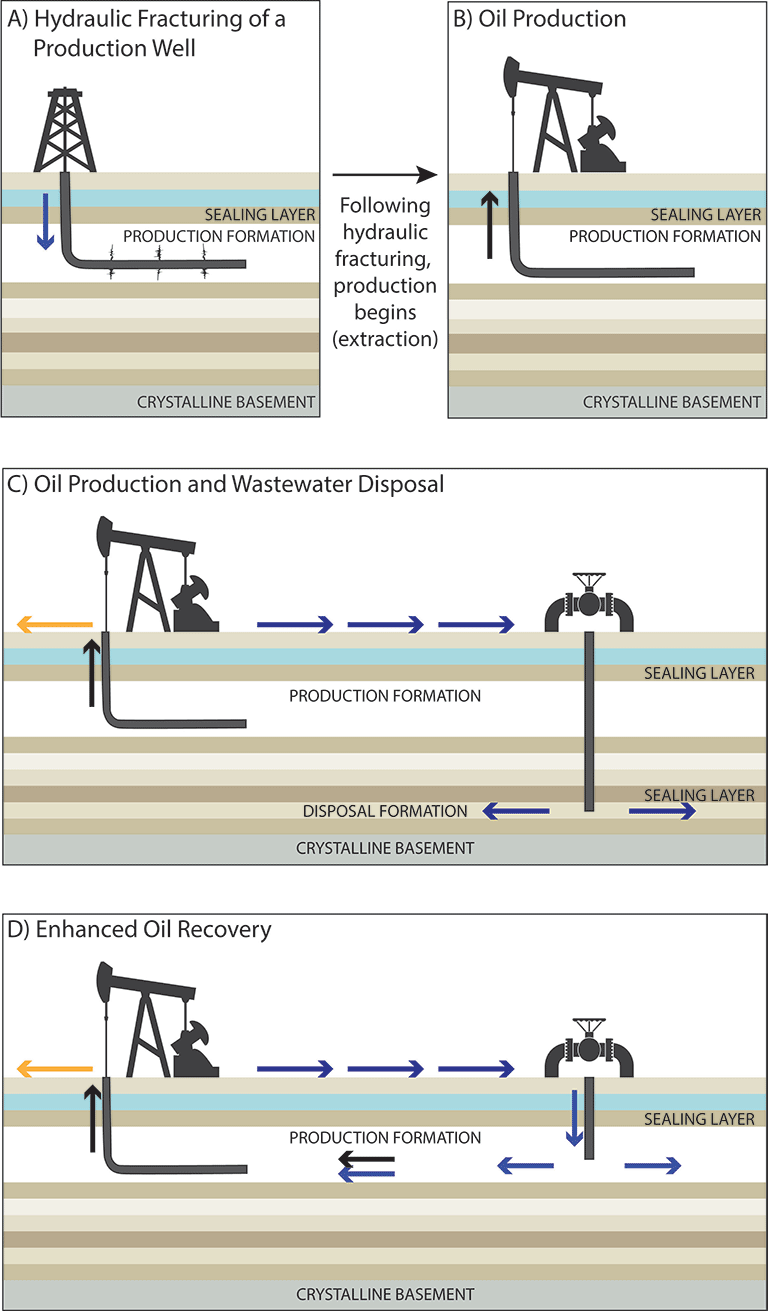 A) Hydraulic Fracturing of a
Production Well
SEALING LAYER
PRODUCTION FORMATION
CRYSTALLINE BASEMENT
Following
hydraulic
fracturing,
production
begins
(extraction)
B) Oil Production
SEALING LAYER
PRODUCTION FORMATION
CRYSTALLINE BASEMENT
C) Oil Production and Wastewater Disposal
SEALING LAYER
PRODUCTION FORMATION
SEALING LAYER
DISPOSAL FORMATION
CRYSTALLINE BASEMENT
D) Enhanced Oil Recovery
SEALING LAYER
PRODUCTION FORMATION
CRYSTALLINE BASEMENT